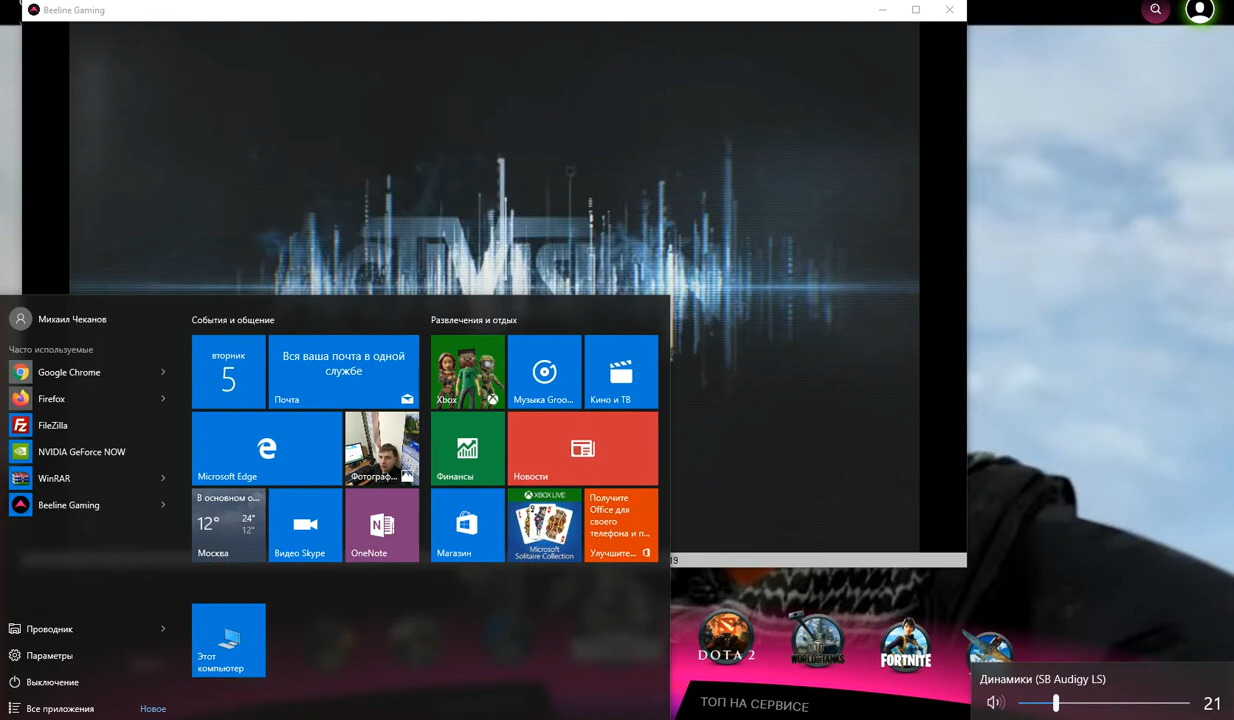 Beeline Gaming
Михаил Чеканов
Часто используемые
Google Chrome
Firefox
FileZilla
NVIDIA GeForce NOW
WinRAR
Beeline Gaming
Проводник
Параметры
Выключение
Все приложения
Новое
События и общение
вторник
5
Вся ваша почта в одной
службе
Почта
Microsoft Edge
Фотограф...
В основном о...
12°
24°
12°
Москва
Видео Skype
OneNote
Этот
компьютер
Развлечения и отдых
Xbox
Музыка Groo...
Кино и ТВ
Финансы
Новости
Магазин
XBOX LIVE
Microsoft
Solitaire Collection
Получите
Office для
своего
телефона и п...
Улучшите...
19
DOTA 2
WORLD OF TANKS
FORTNITE
ТОП НА СЕРВИСЕ
Динамики (SB Audigy LS)
21